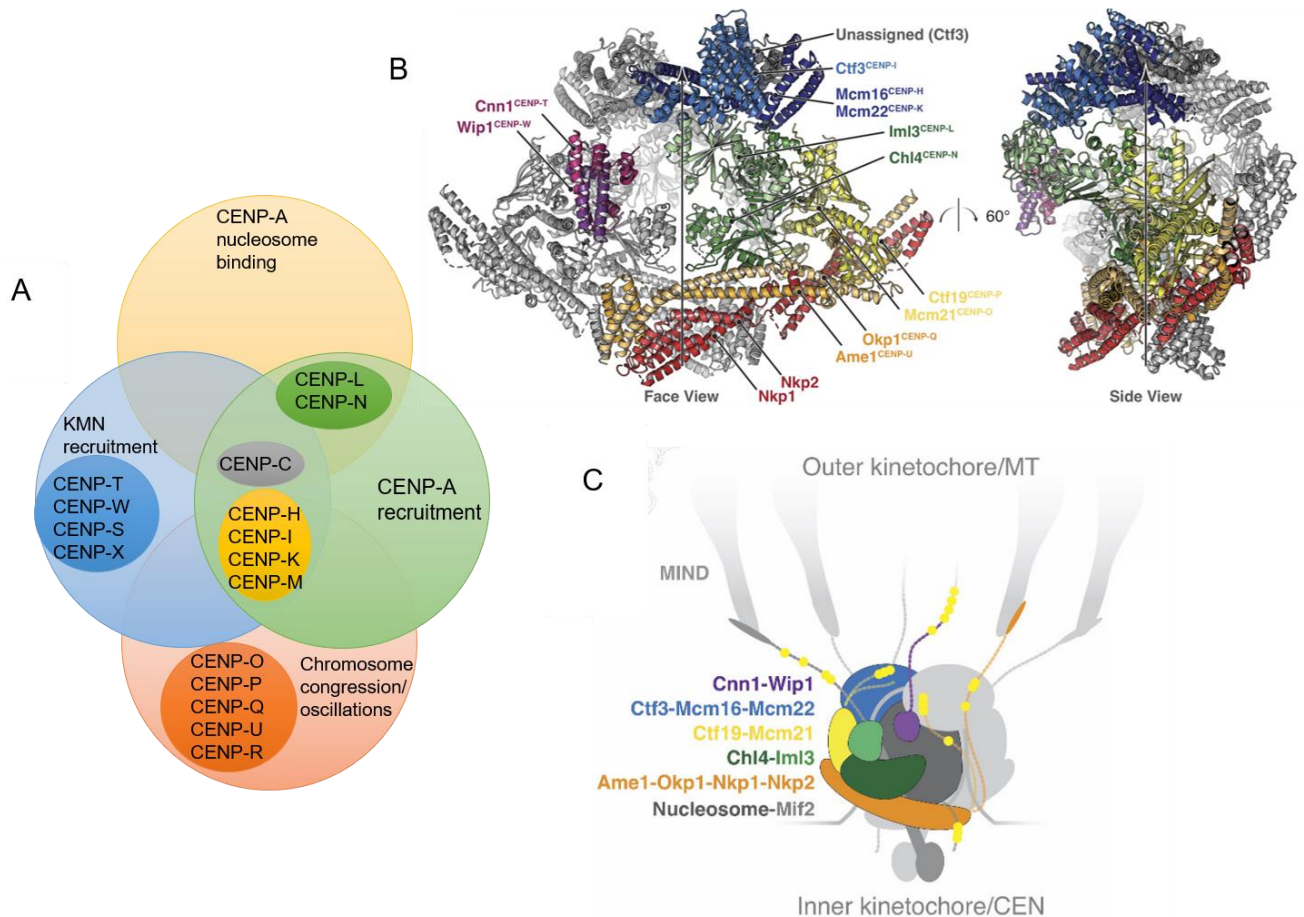 A
CENP-A
nucleosome
binding
CENP-L
CENP-N
KMN
recruitment
CENP-C
CENP-T
CENP-W
CENP-S
CENP-X
CENP-A
recruitment
CENP-H
CENP-I
CENP-K
CENP-M
CENP-O
CENP-P
CENP-Q
CENP-U
CENP-R
Chromosome
congression/
oscillations
B
Unassigned (Ctf3)
Ctf3CENP-I
Mcm16CENP-H
Mcm22CENP-K
Cnn1CENP-T
Wip1CENP-W
Iml3CENP-L
Chl4CENP-N
60°
Ctf19CENP-P
Mcm21CENP-O
Okp1CENP-Q
Ame1CENP-U
Nkp2
Nkp1
Face View
Side View
C
Outer kinetochore/MT
MIND
Cnn1-Wip1
Ctf3-Mcm16-Mcm22
Ctf19-Mcm21
Chl4-Iml3
Ame1-Okp1-Nkp1-Nkp2
Nucleosome-Mif2
Inner kinetochore/CEN